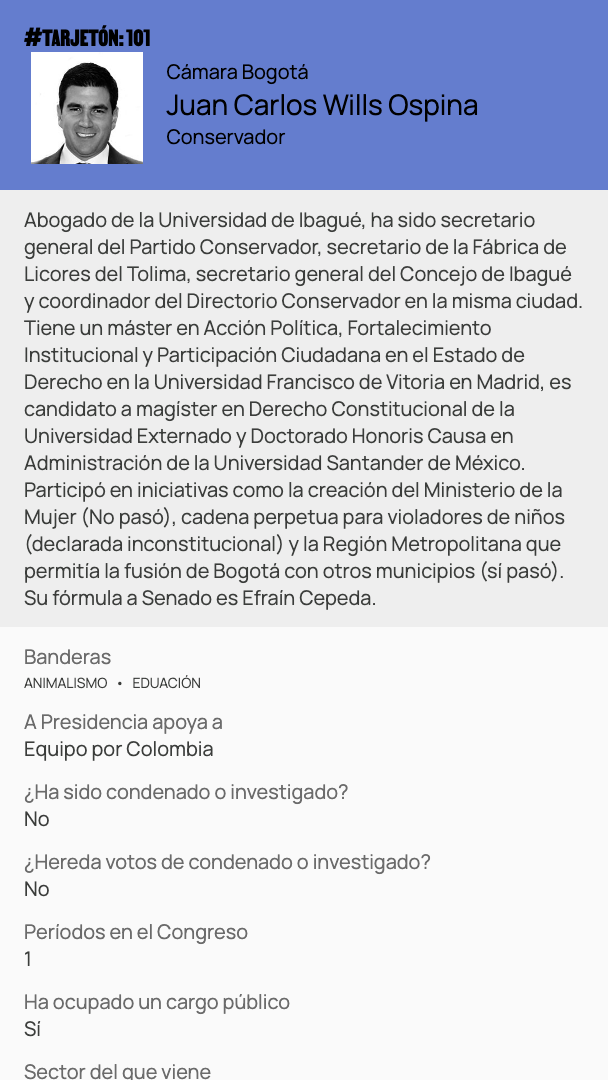 #TARJETÓN: 101
Cámara Bogotá
Juan Carlos Wills Ospina
Conservador
Abogado de la Universidad de Ibagué, ha sido secretario
general del Partido Conservador, secretario de la Fábrica de
Licores del Tolima, secretario general del Concejo de Ibagué
y coordinador del Directorio Conservador en la misma ciudad.
Tiene un máster en Acción Política, Fortalecimiento
Institucional y Participación Ciudadana en el Estado de
Derecho en la Universidad Francisco de Vitoria en Madrid, es
candidato a magíster en Derecho Constitucional de la
Universidad Externado y Doctorado Honoris Causa en
Administración de la Universidad Santander de México.
Participó en iniciativas como la creación del Ministerio de la
Mujer (No pasó), cadena perpetua para violadores de niños
(declarada inconstitucional) y la Región Metropolitana que
permitía la fusión de Bogotá con otros municipios (sí pasó).
Su fórmula a Senado es Efraín Cepeda.
Banderas
ANIMALISMO • EDUACIÓN
A Presidencia apoya a
Equipo por Colombia
¿Ha sido condenado o investigado?
No
¿Hereda votos de condenado o investigado?
No
Períodos en el Congreso
1
Ha ocupado un cargo público
Sí
Sector del que viene